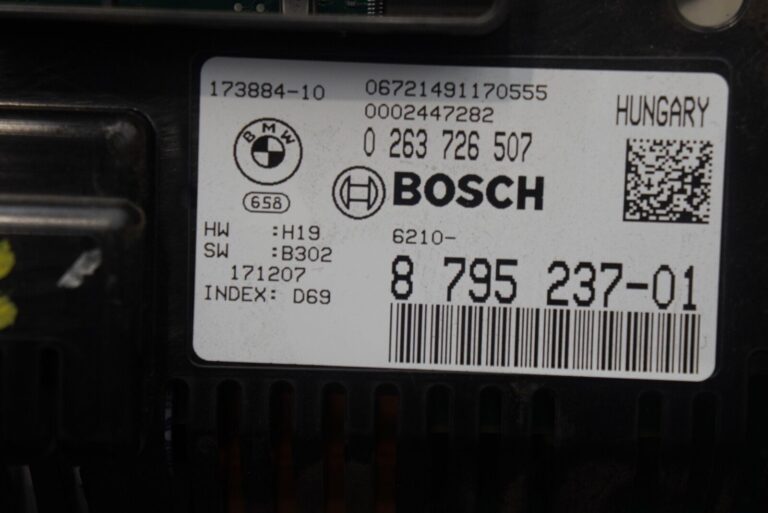 173884-10
06721491170555
0002447282
0 263 726 507
HUNGARY
BMW
658
BOSCH
HW :H19
SW :B302
171207
INDEX: D69
6210-
8 795 237-01